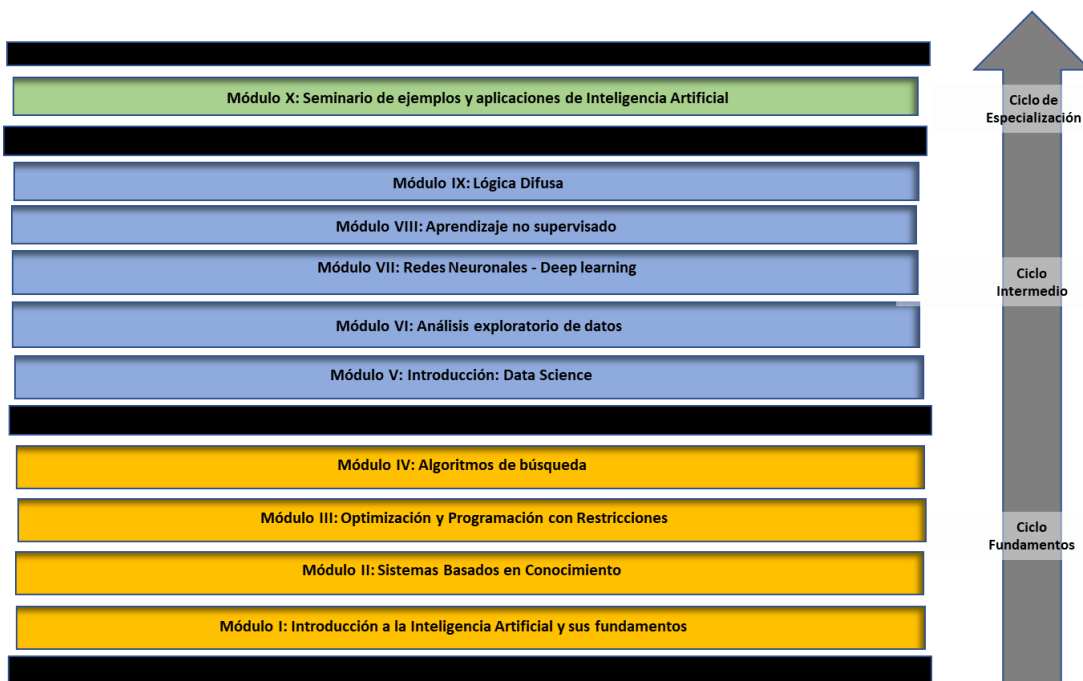 Módulo X: Seminario de ejemplos y aplicaciones de Inteligencia Artificial
Ciclo de
Especialización
Módulo IX: Lógica Difusa
Módulo VIII: Aprendizaje no supervisado
Módulo VII: Redes Neuronales - Deep learning
Ciclo
Intermedio
Módulo VI: Análisis exploratorio de datos
Módulo V: Introducción: Data Science
Módulo IV: Algoritmos de búsqueda
Módulo III: Optimización y Programación con Restricciones
Ciclo
Fundamentos
Módulo II: Sistemas Basados en Conocimiento
Módulo I: Introducción a la Inteligencia Artificial y sus fundamentos